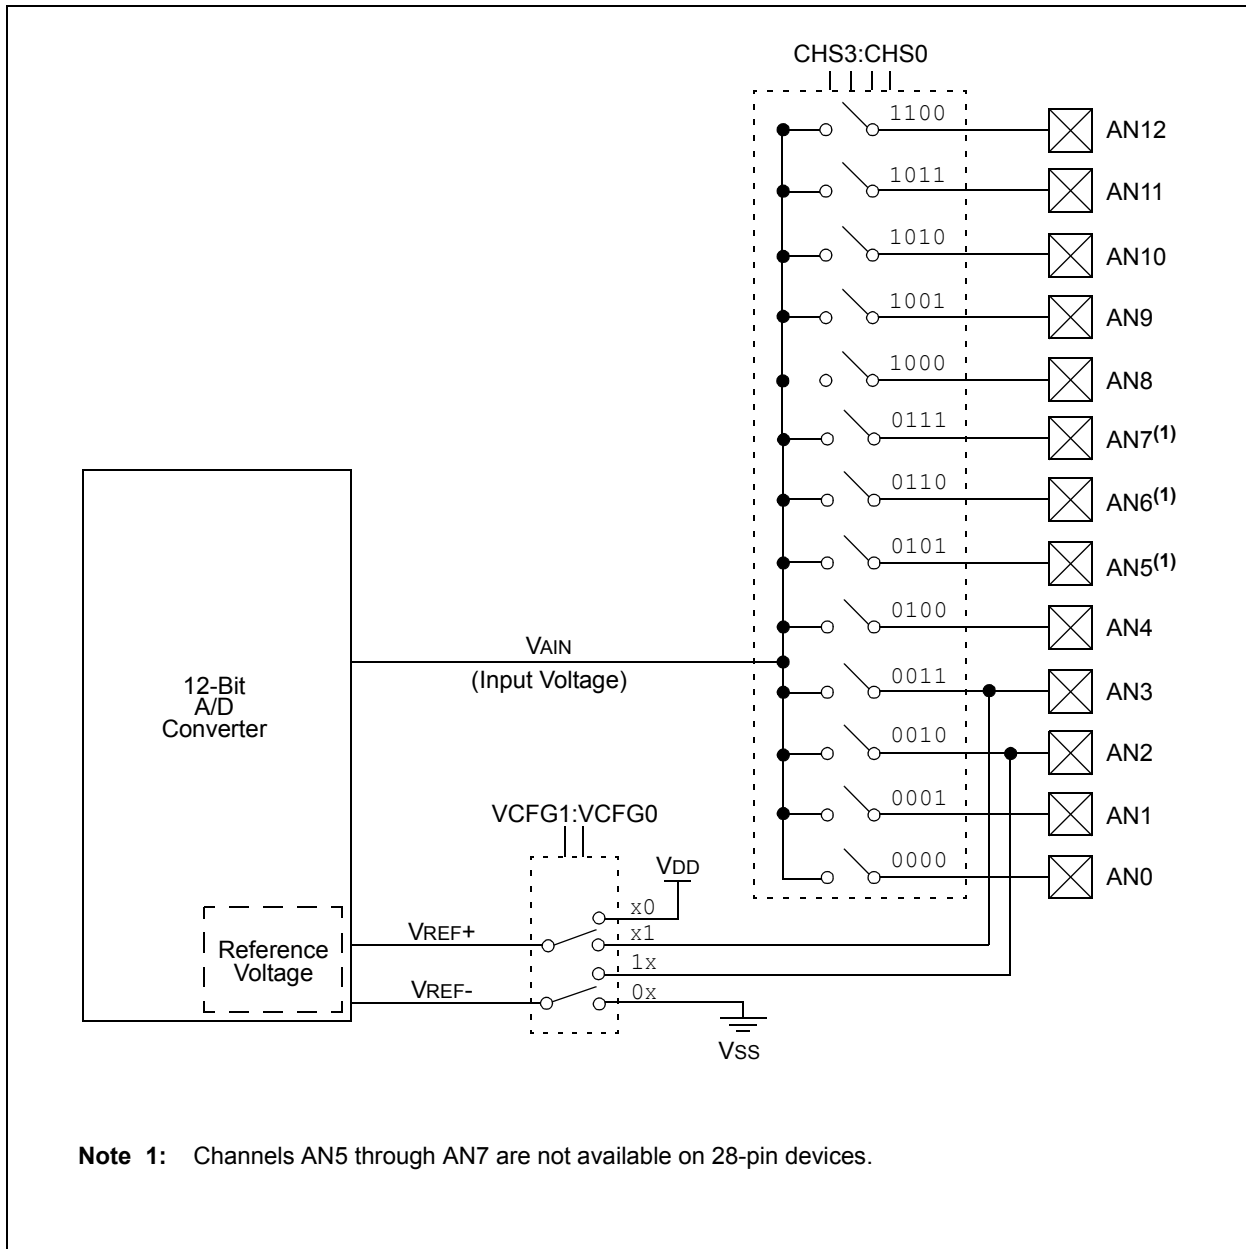 CHS3:CHS0
1100 AN12
1011 AN11
1010 AN10
1001 AN9
1000 AN8
0111 AN7(1)
0110 AN6(1)
0101 AN5(1)
0100 AN4
VAIN
(Input Voltage)
0011 AN3
12-Bit
A/D
Converter
0010 AN2
0001 AN1
VCFG1:VCFG0
0000 AN0
VDD
x0
VREF+
x1
Reference
Voltage
1x
VREF-
0x
VSS
Note 1: Channels AN5 through AN7 are not available on 28-pin devices.